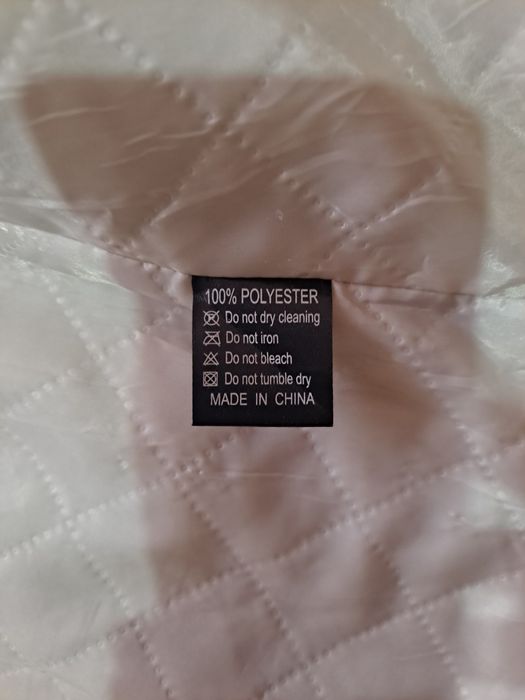 100% POLYESTER
Do not dry cleaning
Do not iron
Do not bleach
Do not tumble dry
MADE IN CHINA